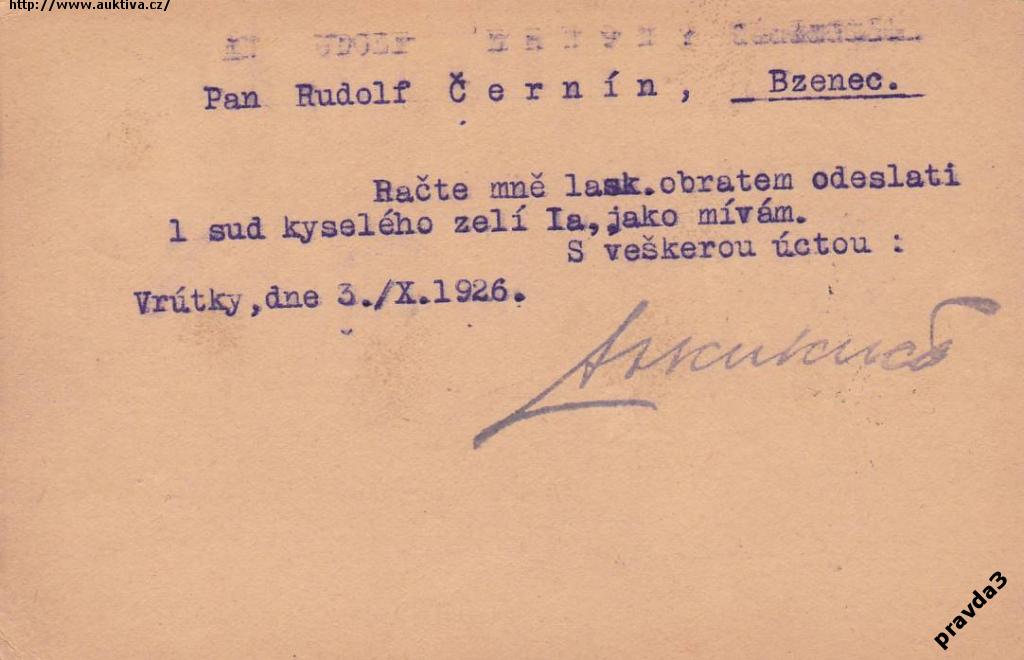 http://www.auktiva.cz/
Pan Rudolf Černín, Bzenec.
Račte mně lask.obratem odeslati
1 sud kyselého zelí Ia,jako mívám.
S veškerou úctou :
Vrútky,dne 3./X.1926.
pravda3